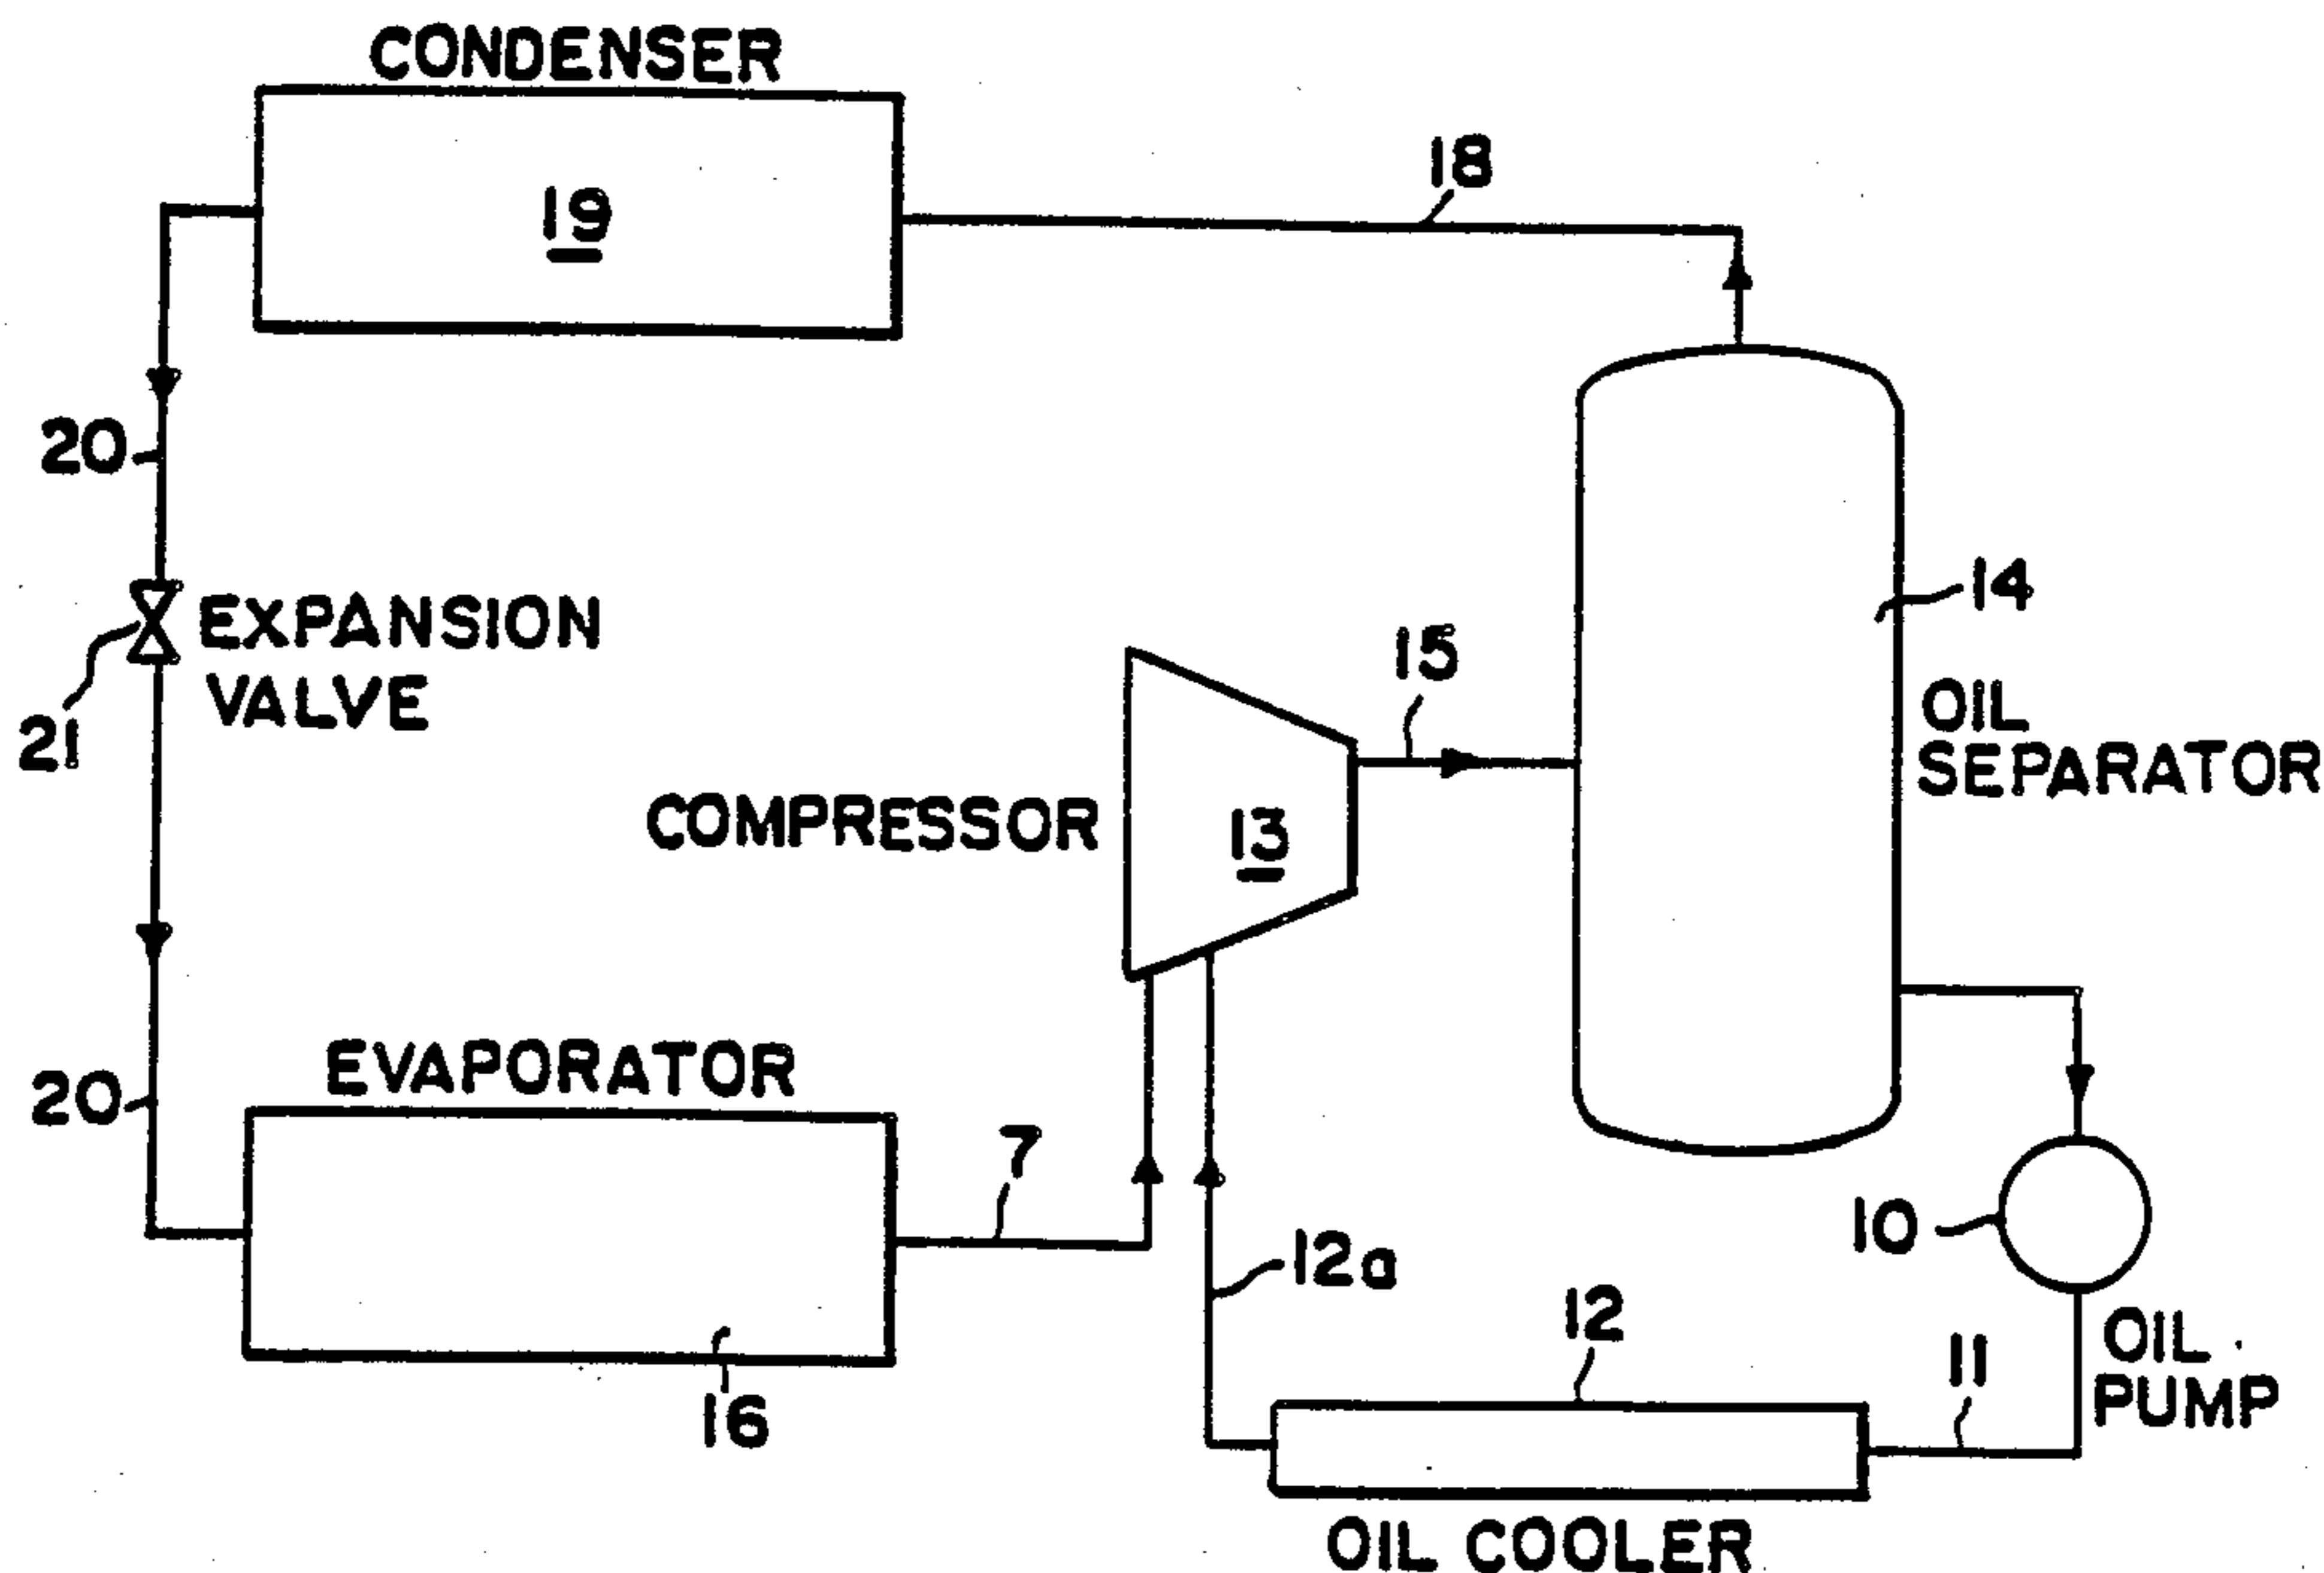 CONDENSER
18
19
20
14
EXPANSION
VALVE
21
15
OIL
SEPARATOR
COMPRESSOR
13
EVAPORATOR
20
7
10
12a
12
11
OIL
PUMP
16
OIL COOLER